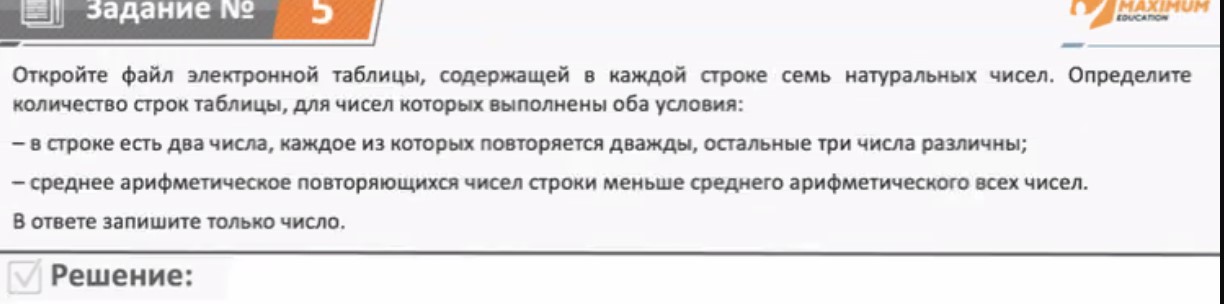 Задание № 5
MAXIMUM
EDUCATION
Откройте файл электронной таблицы, содержащей в каждой строке семь натуральных чисел. Определите
количество строк таблицы, для чисел которых выполнены оба условия:
– в строке есть два числа, каждое из которых повторяется дважды, остальные три числа различны;
– среднее арифметическое повторяющихся чисел строки меньше среднего арифметического всех чисел.
В ответе запишите только число.
Решение: